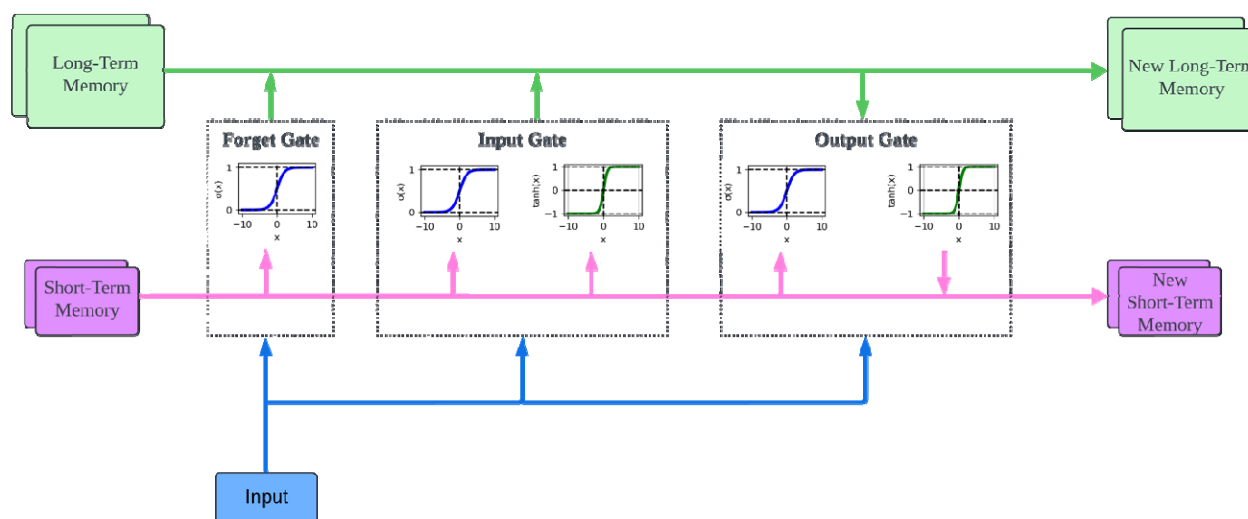 Long-Term
Memory
New Long-Term
Memory
Forget Gate
Input Gate
Output Gate
1
0
σ(x)
−10 0 10
x
1
0
σ(x)
−10 0 10
x
1
0
−1
tanh(x)
−10 0 10
x
1
0
σ(x)
−10 0 10
x
1
0
−1
tanh(x)
−10 0 10
x
Short-Term
Memory
New
Short-Term
Memory
Input